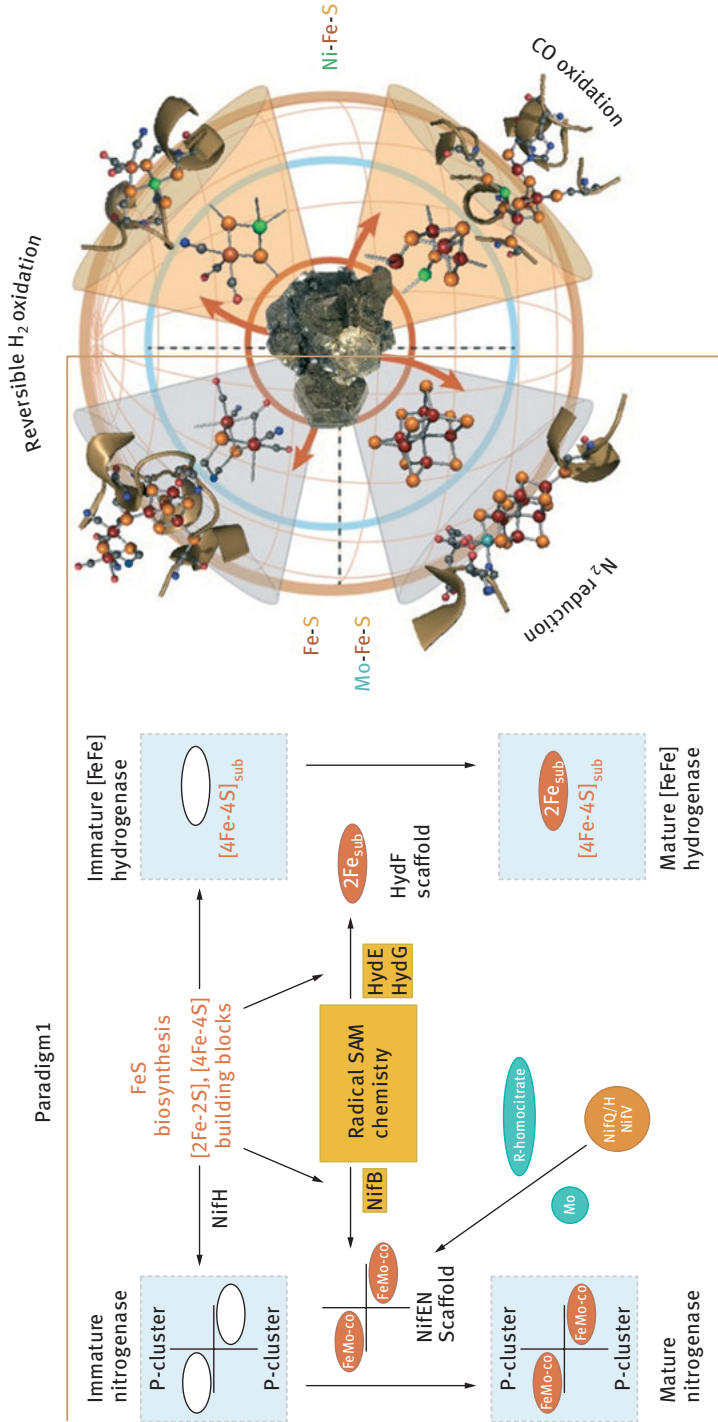 Paradigm1
Immature
nitrogenase
P-cluster
P-cluster
NifH
FeS
biosynthesis
[2Fe-2S], [4Fe-4S]
building blocks
Immature [FeFe]
hydrogenase
[4Fe-4S]sub
FeMo-co
FeMo-co
NifEN
Scaffold
NifB
Radical SAM
chemistry
HydE
HydG
2Fesub
HydF
scaffold
Mo
R-homocitrate
NifQ/H
NifV
P-cluster
FeMo-co
FeMo-co
P-cluster
Mature
nitrogenase
2Fesub
[4Fe-4S]sub
Mature [FeFe]
hydrogenase
Reversible H2 oxidation
Fe-S
Mo-Fe-S
Ni-Fe-S
N2 reduction
CO oxidation